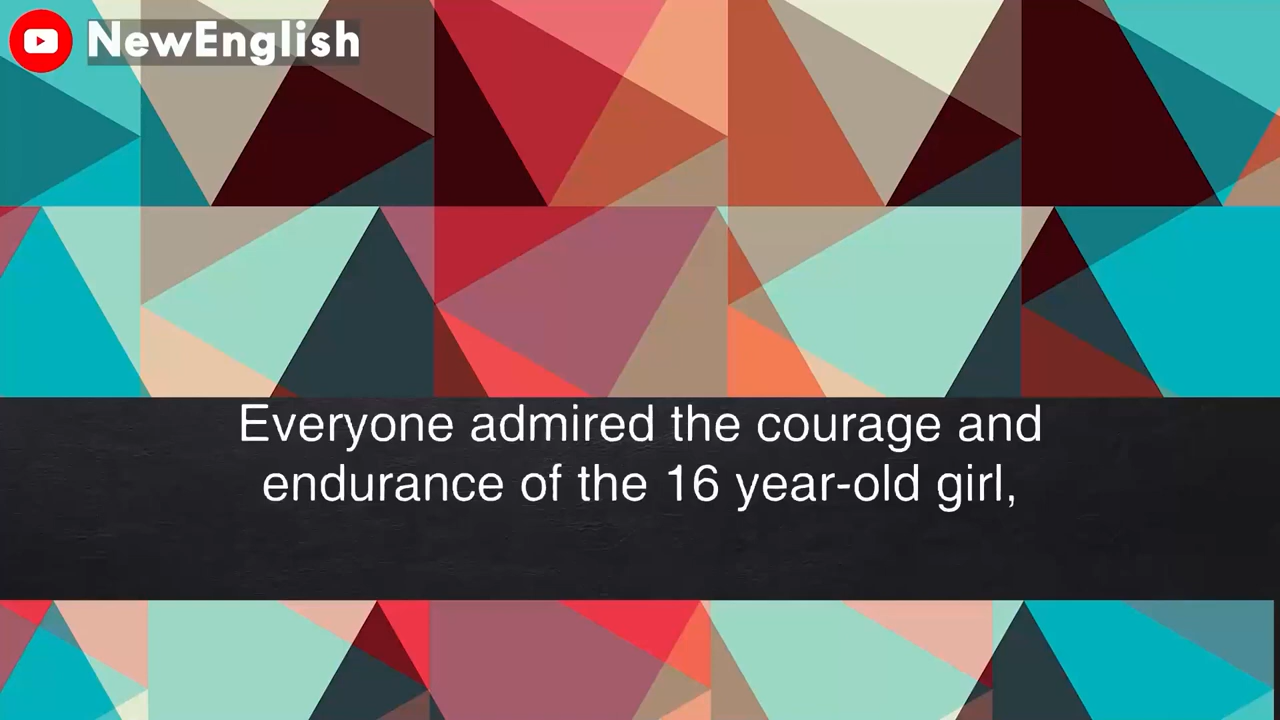 NewEnglish
Everyone admired the courage and
endurance of the 16 year-old girl,